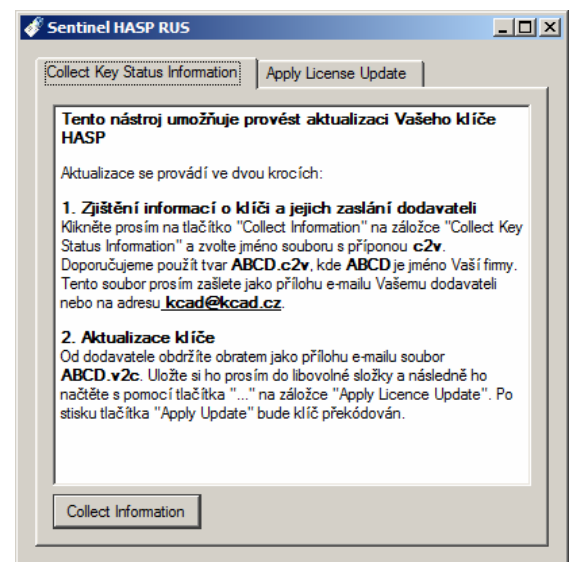 Sentinel HASP RUS
Collect Key Status Information
Apply License Update
Tento nástroj umožňuje provést aktualizaci Vašeho klíče
HASP
Aktualizace se provádí ve dvou krocích:
1. Zjištění informací o klíči a jejich zaslání dodavateli
Klikněte prosím na tlačítko "Collect Information" na záložce "Collect Key
Status Information" a zvolte jméno souboru s příponou c2v.
Doporučujeme použít tvar ABCD.c2v, kde ABCD je jméno Vaší firmy.
Tento soubor prosím zašlete jako přílohu e-mailu Vašemu dodavateli
nebo na adresu kcad@kcad.cz.
2. Aktualizace klíče
Od dodavatele obdržíte obratem jako přílohu e-mailu soubor
ABCD.v2c. Uložte si ho prosím do libovolné složky a následně ho
načtěte s pomocí tlačítka "..." na záložce "Apply Licence Update". Po
stisku tlačítka "Apply Update" bude klíč překódován.
Collect Information